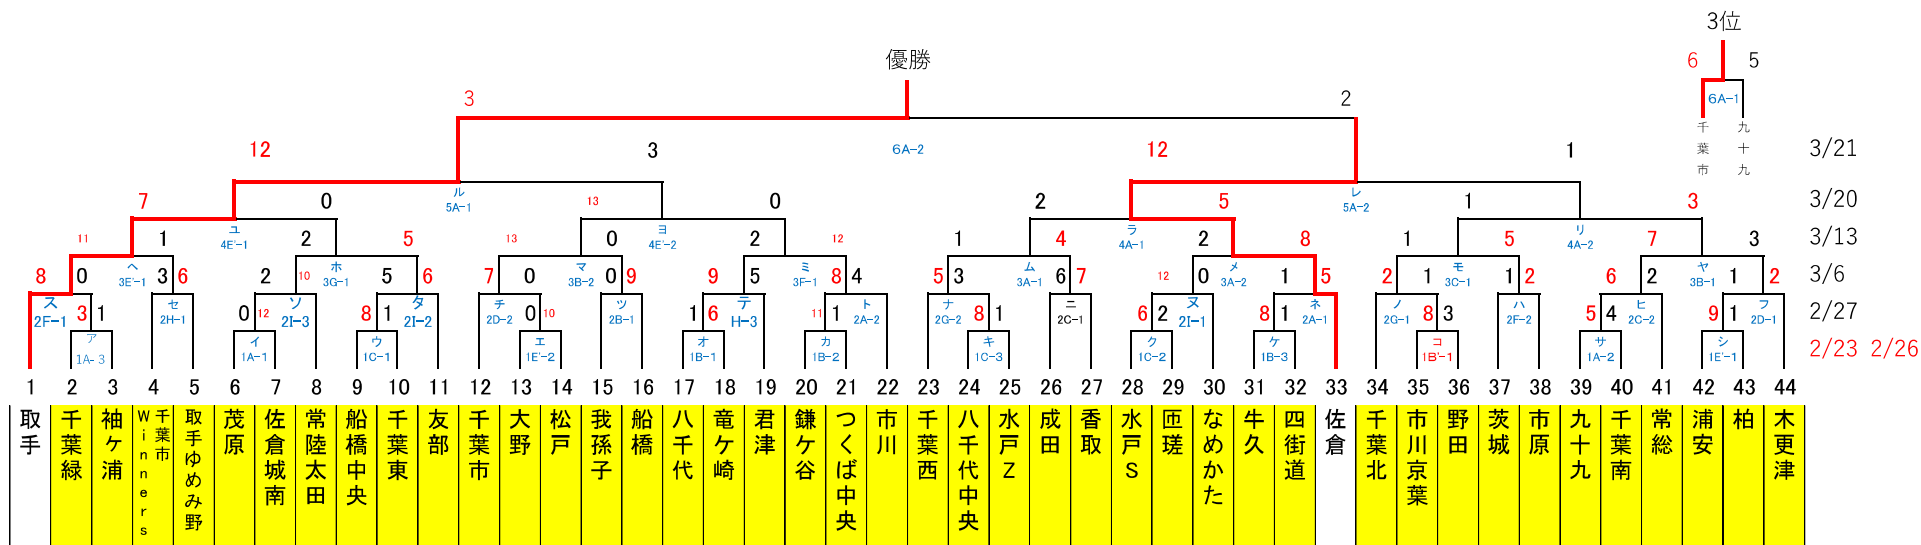 3位
優勝
6 5
3 2
6A-1
千葉市 九十九
12 3 6A-2 12 1 3/21
ル レ
7 0 5A-1 13 0 2 5 5A-2 1 3 3/20
ユ ヨ ラ リ
11 1 4E'-1 2 5 13 0 4E'-2 2 12 1 4 4A-1 2 8 1 5 4A-2 7 3 3/13
ヘ ホ マ ミ ム メ モ ヤ
8 0 3E'-1 3 6 2 10 3G-1 5 6 7 0 3B-2 0 9 9 5 3F-1 8 4 5 3 3A-1 6 7 12 0 3A-2 1 5 2 1 3C-1 1 2 6 2 3B-1 1 2 3/6
ス セ ソ タ チ ツ テ ト ナ ニ ヌ ネ ノ ハ ヒ フ
2F-1 3 1 2H-1 0 12 2I-3 8 1 2I-2 2D-2 0 10 2B-1 1 6 H-3 11 1 2A-2 2G-2 8 1 2C-1 6 2 2I-1 8 1 2A-1 2G-1 8 3 2F-2 5 4 2C-2 9 1 2D-1 2/27
ア イ ウ エ オ カ キ ク ケ コ サ シ
1A-3 1A-1 1C-1 1E'-2 1B-1 1B-2 1C-3 1C-2 1B-3 1B'-1 1A-2 1E'-1 2/23 2/26
1 2 3 4 5 6 7 8 9 10 11 12 13 14 15 16 17 18 19 20 21 22 23 24 25 26 27 28 29 30 31 32 33 34 35 36 37 38 39 40 41 42 43 44
取手
千葉緑
袖ヶ浦
千葉市
Winners
取手ゆめみ野
茂原
佐倉城南
常陸太田
船橋中央
千葉東
友部
千葉市
大野
松戸
我孫子
船橋
八千代
竜ケ崎
君津
鎌ケ谷
つくば中央
市川
千葉西
八千代中央
水戸Z
成田
香取
水戸S
匝瑳
なめかた
牛久
四街道
佐倉
千葉北
市川京葉
野田
茨城
市原
九十九
千葉南
常総
浦安
柏
木更津